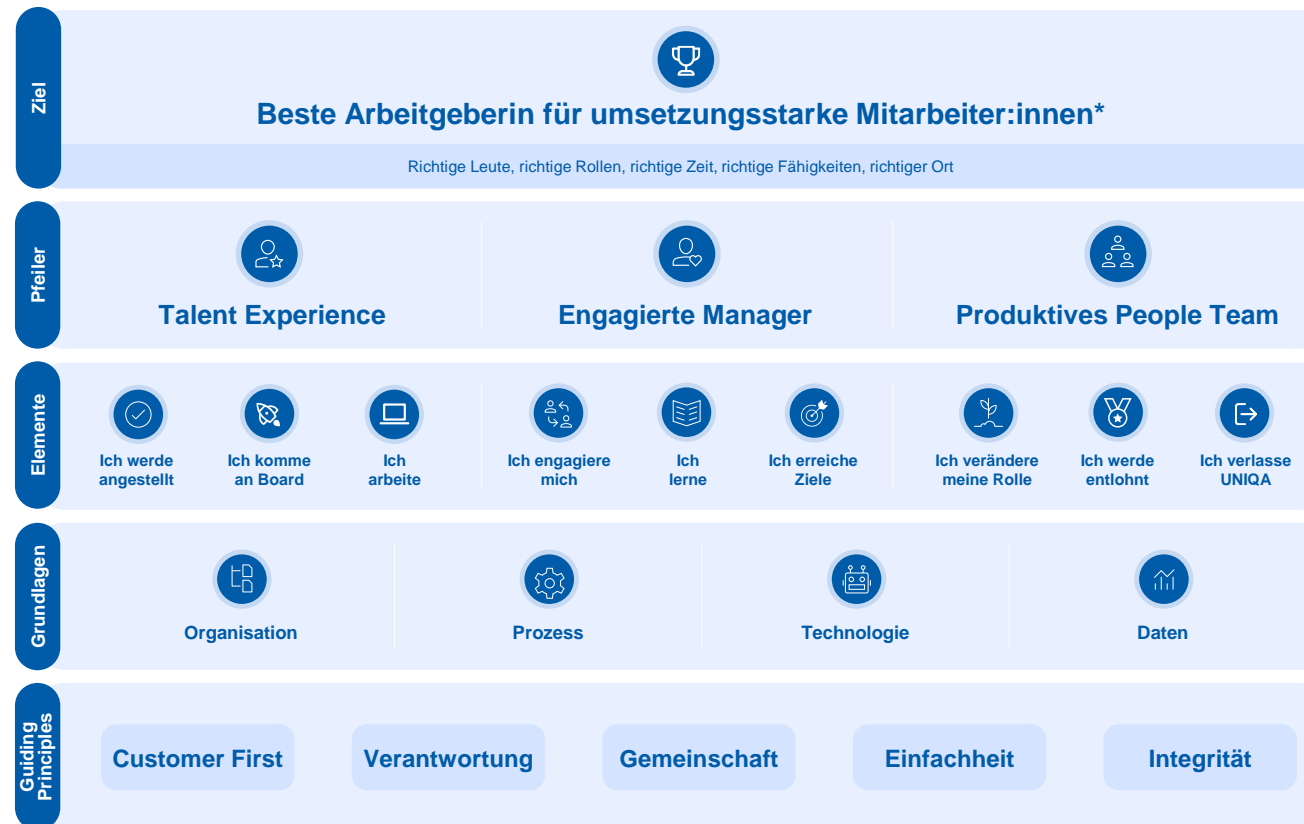 Ziel
Beste Arbeitgeberin für umsetzungsstarke Mitarbeiter:innen*
Richtige Leute, richtige Rollen, richtige Zeit, richtige Fähigkeiten, richtiger Ort
Pfeiler
Talent Experience
Engagierte Manager
Produktives People Team
Elemente
Ich werde
angestellt
Ich komme
an Board
Ich
arbeite
Ich engagiere
mich
Ich
lerne
Ich erreiche
Ziele
Ich verändere
meine Rolle
Ich werde
entlohnt
Ich verlasse
UNIQA
Grundlagen
Organisation
Prozess
Technologie
Daten
Guiding
Principles
Customer First
Verantwortung
Gemeinschaft
Einfachheit
Integrität